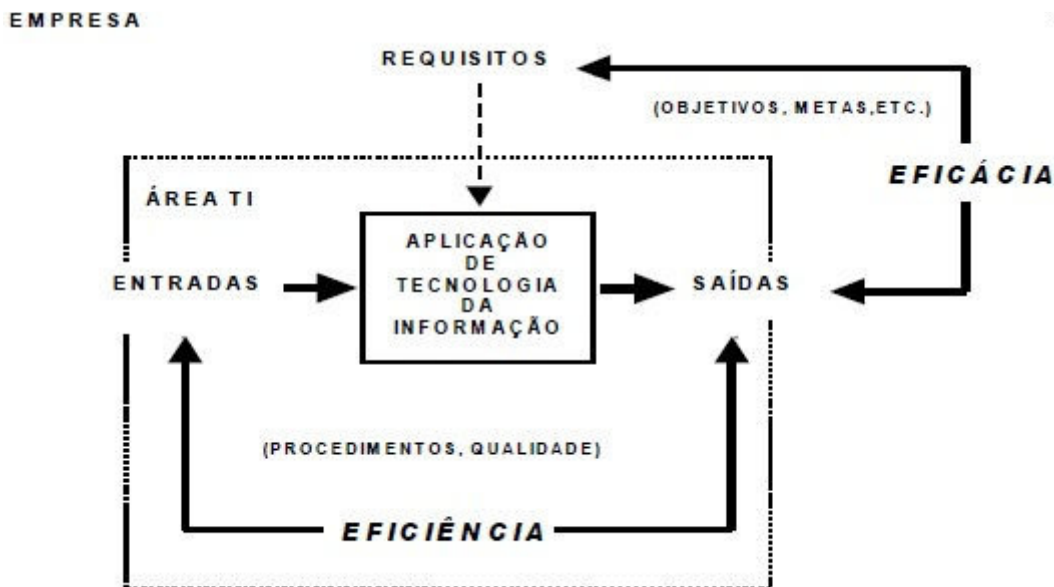 EMPRESA
REQUISITOS
(OBJETIVOS, METAS,ETC.)
EFICÁCIA
ÁREA TI
APLICAÇÃO
DE
TECNOLOGIA
DA
INFORMAÇÃO
ENTRADAS
SAÍDAS
(PROCEDIMENTOS, QUALIDADE)
EFICIÊNCIA